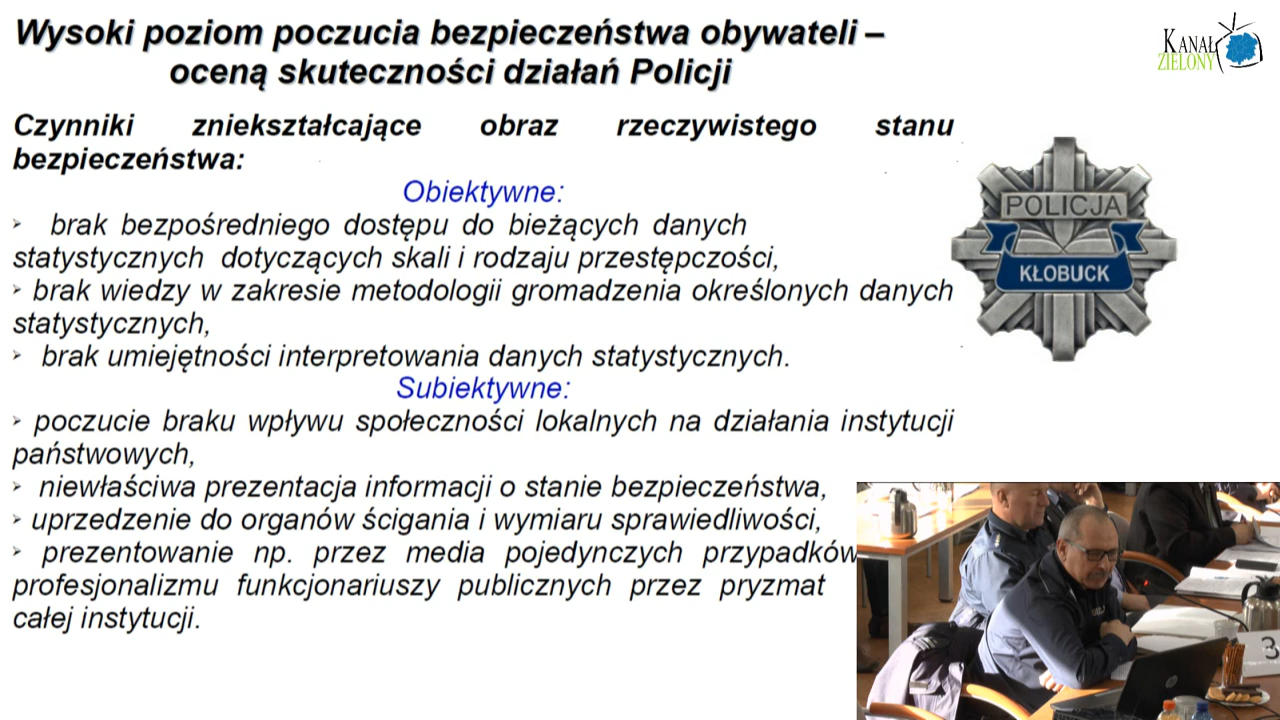 Wysoki poziom poczucia bezpieczeństwa obywateli –
oceną skuteczności działań Policji
KANAŁ
ZIELONY
Czynniki zniekształcające obraz rzeczywistego stanu
bezpieczeństwa:
Obiektywne:
brak bezpośredniego dostępu do bieżących danych
statystycznych dotyczących skali i rodzaju przestępczości,
brak wiedzy w zakresie metodologii gromadzenia określonych danych
statystycznych,
brak umiejętności interpretowania danych statystycznych.
Subiektywne:
poczucie braku wpływu społeczności lokalnych na działania instytucji
państwowych,
niewłaściwa prezentacja informacji o stanie bezpieczeństwa,
uprzedzenie do organów ścigania i wymiaru sprawiedliwości,
prezentowanie np. przez media pojedynczych przypadków
profesjonalizmu funkcjonariuszy publicznych przez pryzmat
całej instytucji.
POLICJA
KŁOBUCK
3